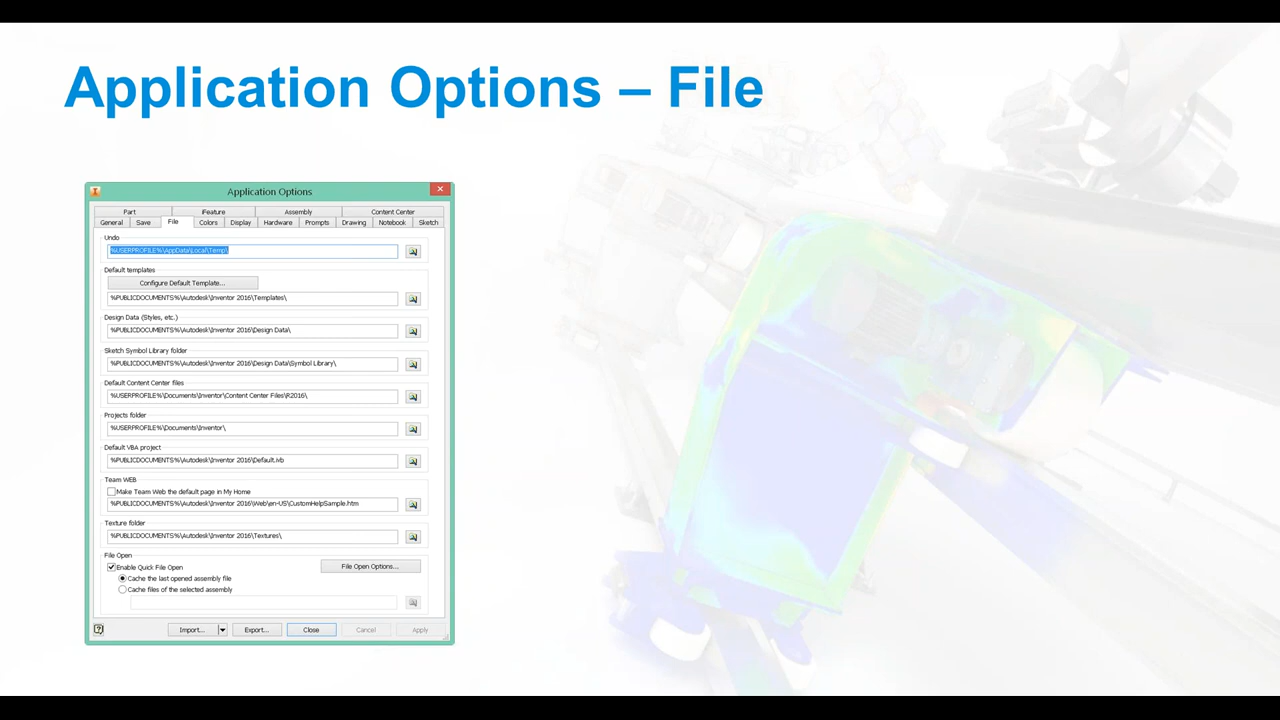 Application Options – File
Application Options
Part iFeature Assembly Content Center
General Save File Colors Display Hardware Prompts Drawing Notebook Sketch
Undo
%USERPROFILE%\AppData\Local\Temp\
Default templates
Configure Default Template...
%PUBLICDOCUMENTS%\Autodesk\Inventor 2016\Templates\
Design Data (Styles, etc.)
%PUBLICDOCUMENTS%\Autodesk\Inventor 2016\Design Data\
Sketch Symbol Library folder
%PUBLICDOCUMENTS%\Autodesk\Inventor 2016\Design Data\Symbol Library\
Default Content Center files
%USERPROFILE%\Documents\Inventor\Content Center Files\R2016\
Projects folder
%USERPROFILE%\Documents\Inventor\
Default VBA project
%PUBLICDOCUMENTS%\Autodesk\Inventor 2016\Default.ivb
Team WEB
Make Team Web the default page in My Home
%PUBLICDOCUMENTS%\Autodesk\Inventor 2016\Web\en-US\CustomHelpSample.htm
Texture folder
%PUBLICDOCUMENTS%\Autodesk\Inventor 2016\Textures\
File Open
Enable Quick File Open File Open Options...
Cache the last opened assembly file
Cache files of the selected assembly
Import... Export... Close Cancel Apply